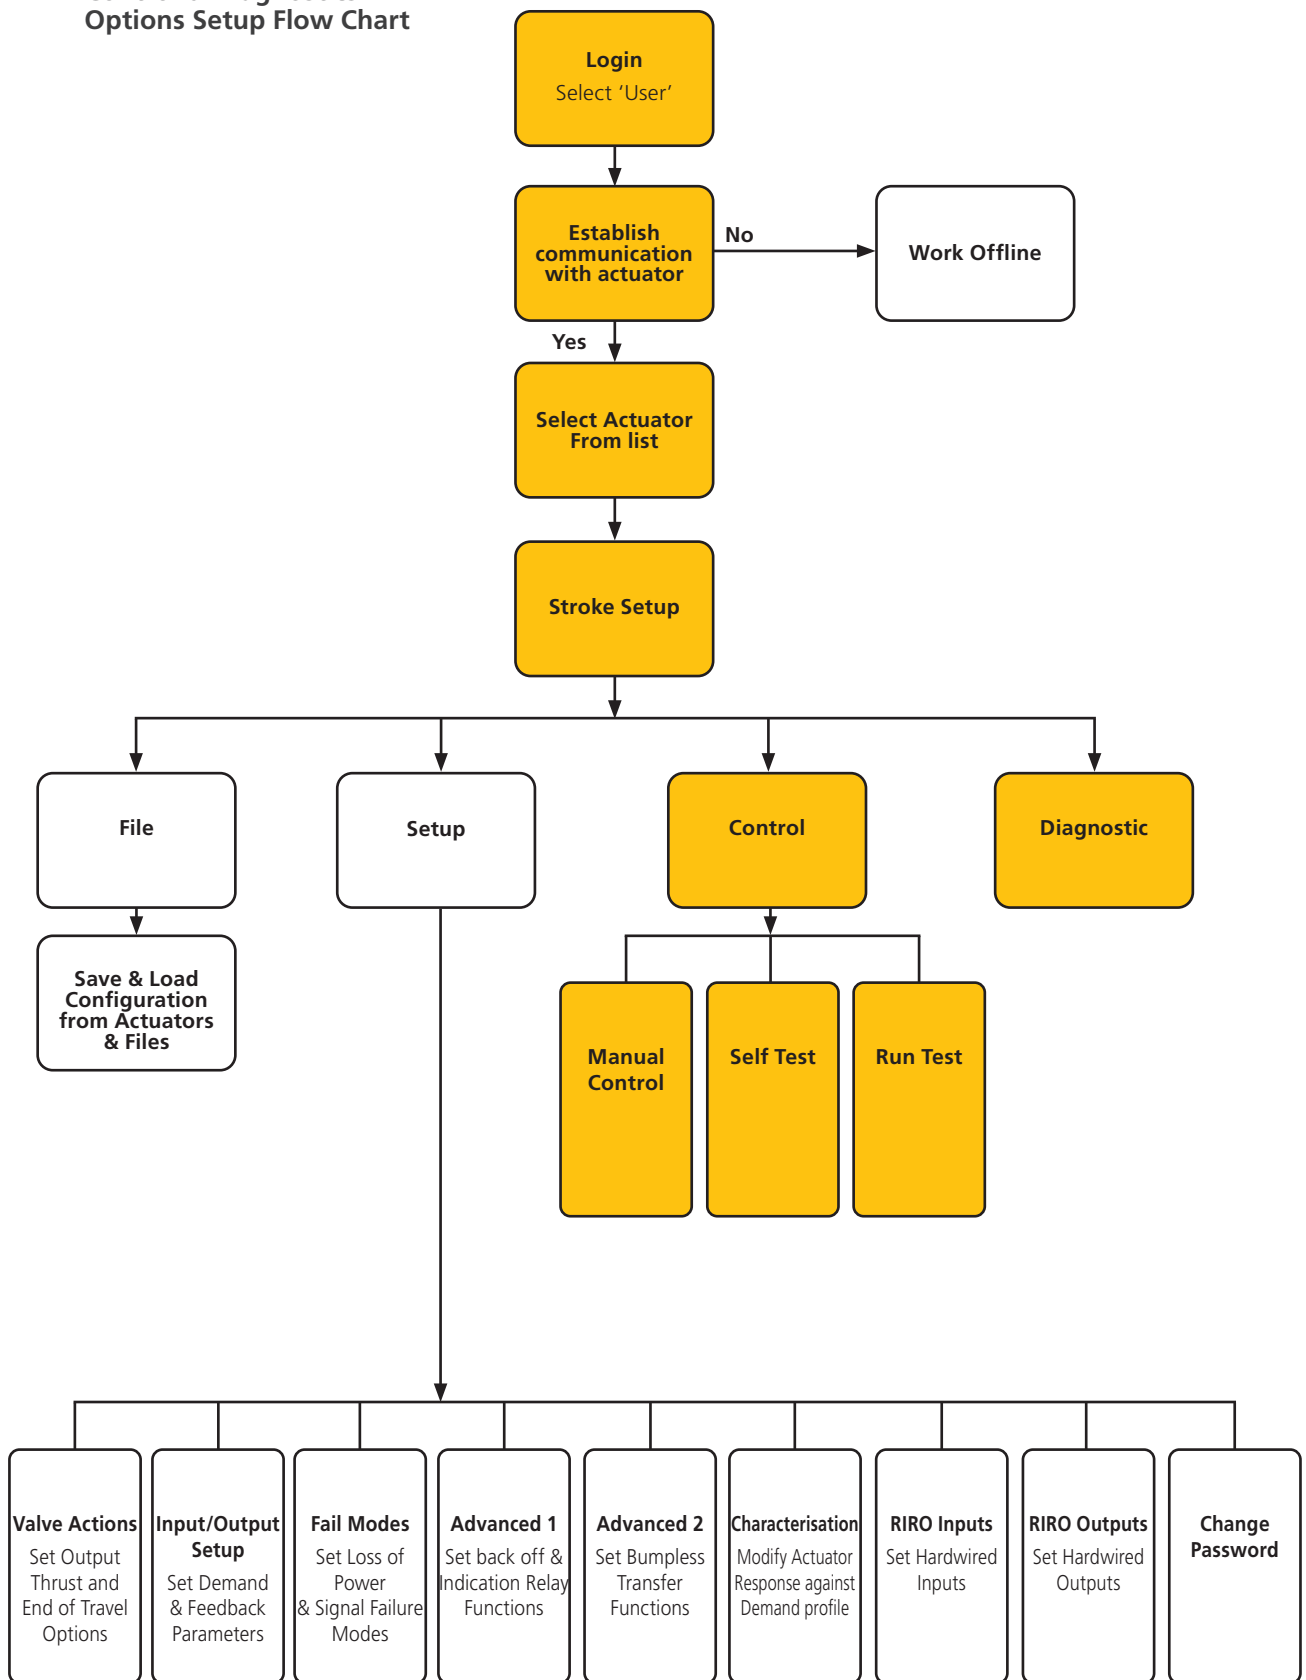 Options Setup Flow Chart
Login
Select ‘User’
Establish
communication
with actuator
No
Work Offline
Yes
Select Actuator
From list
Stroke Setup
File
Setup
Control
Diagnostic
Save & Load
Configuration
from Actuators
& Files
Manual
Control
Self Test
Run Test
Valve Actions
Set Output
Thrust and
End of Travel
Options
Input/Output
Setup
Set Demand
& Feedback
Parameters
Fail Modes
Set Loss of
Power
& Signal Failure
Modes
Advanced 1
Set back off &
Indication Relay
Functions
Advanced 2
Set Bumpless
Transfer
Functions
Characterisation
Modify Actuator
Response against
Demand profile
RIRO Inputs
Set Hardwired
Inputs
RIRO Outputs
Set Hardwired
Outputs
Change
Password